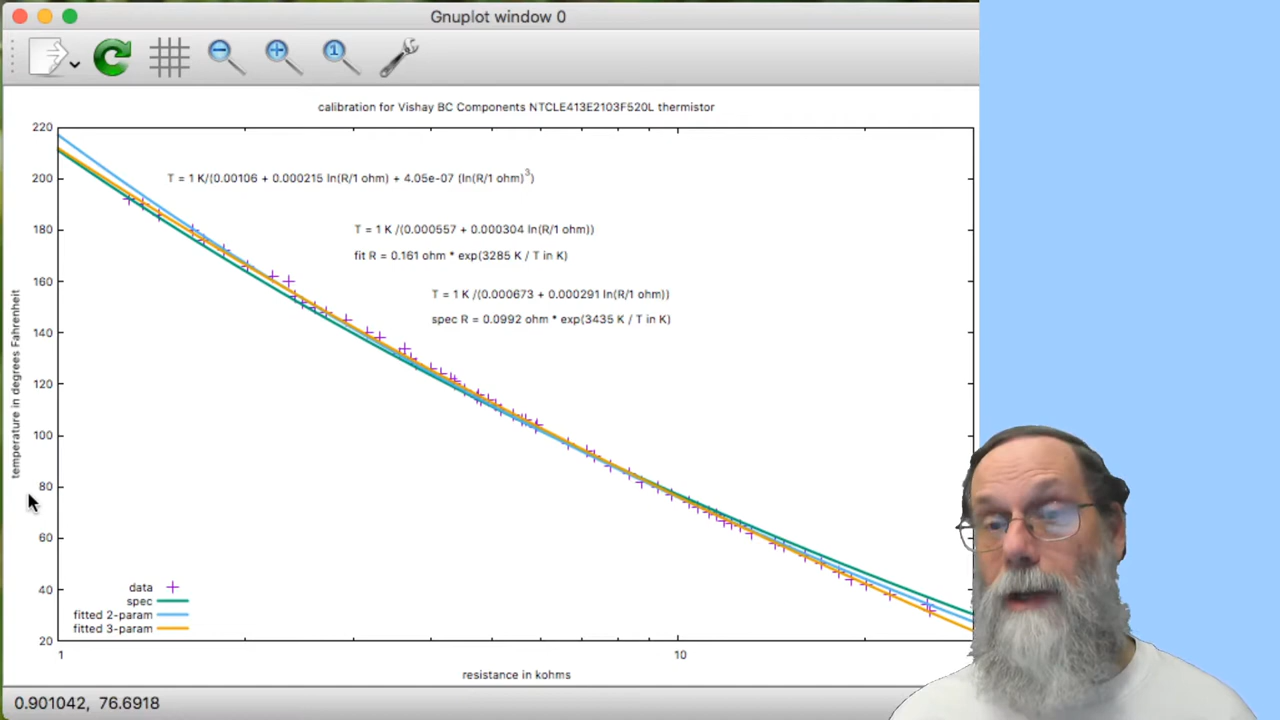 Gnuplot window 0
1
calibration for Vishay BC Components NTCLE413E2103F520L thermistor
220
200
180
160
140
120
100
80
60
40
20
temperature in degrees Fahrenheit
T = 1 K/(0.00106 + 0.000215 ln(R/1 ohm) + 4.05e-07 (ln(R/1 ohm)^3)
T = 1 K /(0.000557 + 0.000304 ln(R/1 ohm))
fit R = 0.161 ohm * exp(3285 K / T in K)
T = 1 K /(0.000673 + 0.000291 ln(R/1 ohm))
spec R = 0.0992 ohm * exp(3435 K / T in K)
data
spec
fitted 2-param
fitted 3-param
1
10
resistance in kohms
0.901042, 76.6918